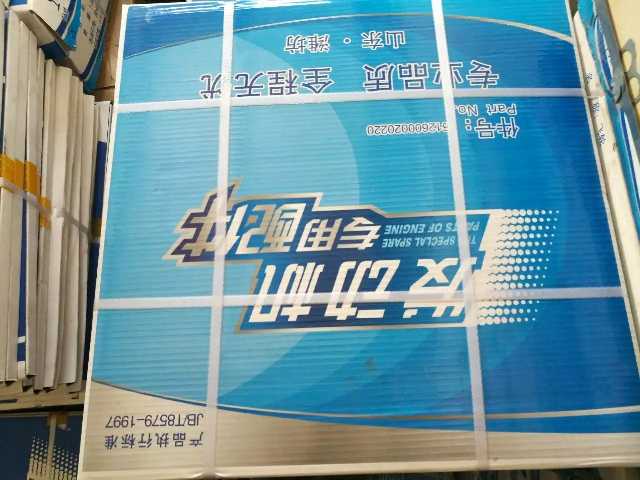 产品执行标准
JB/T8579-1997
发动机
专用配件
THE SPECLAL SPARE
PARTS OF ENGINE
件号：
Part No.
612600020220
专业品质 全程无忧
山东·潍坊